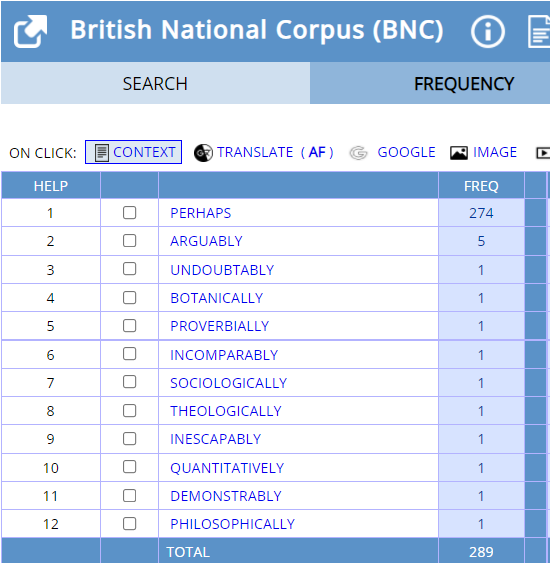 British National Corpus (BNC)
SEARCH FREQUENCY
ON CLICK: CONTEXT TRANSLATE ( AF ) GOOGLE IMAGE
HELP FREQ
1 PERHAPS 274
2 ARGUABLY 5
3 UNDOUBTABLY 1
4 BOTANICALLY 1
5 PROVERBIALLY 1
6 INCOMPARABLY 1
7 SOCIOLOGICALLY 1
8 THEOLOGICALLY 1
9 INESCAPABLY 1
10 QUANTITATIVELY 1
11 DEMONSTRABLY 1
12 PHILOSOPHICALLY 1
TOTAL 289